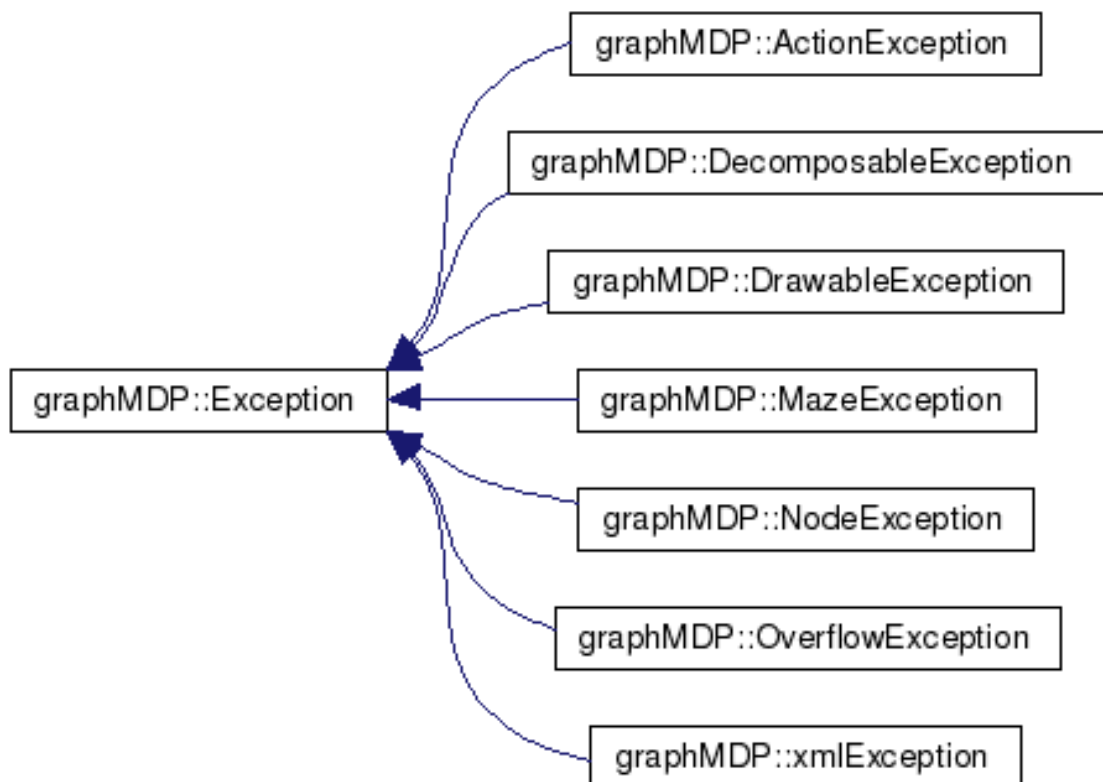 graphMDP::ActionException
graphMDP::DecomposableException
graphMDP::DrawableException
graphMDP::Exception
graphMDP::MazeException
graphMDP::NodeException
graphMDP::OverflowException
graphMDP::xmlException